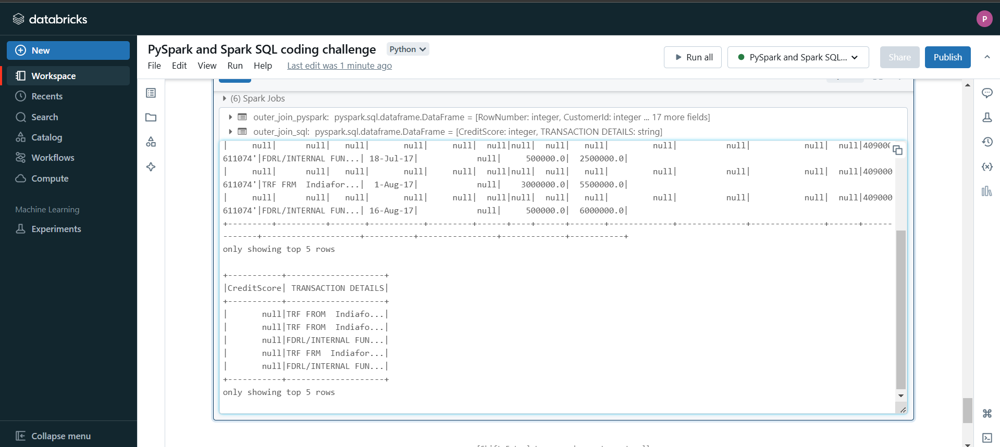 databricks
P
New
Workspace
Recents
Search
Catalog
Workflows
Compute
Machine Learning
Experiments
Collapse menu
PySpark and Spark SQL coding challenge Python
File Edit View Run Help Last edit was 1 minute ago
Run all
PySpark and Spark SQL...
Share
Publish
(6) Spark Jobs
outer_join_pyspark: pyspark.sql.dataframe.DataFrame = [RowNumber: integer, CustomerId: integer ... 17 more fields]
outer_join_sql: pyspark.sql.dataframe.DataFrame = [CreditScore: integer, TRANSACTION DETAILS: string]
|     null|      null|   null|       null|     null|  null|null|  null|   null|         null|          null|           null|  null|409000
611074'|FDRL/INTERNAL FUN...| 18-Jul-17|            null|     500000.0|  2500000.0|
|     null|      null|   null|       null|     null|  null|null|  null|   null|         null|          null|           null|  null|409000
611074'|TRF FRM  Indiafor...|  1-Aug-17|            null|    3000000.0|  5500000.0|
|     null|      null|   null|       null|     null|  null|null|  null|   null|         null|          null|           null|  null|409000
611074'|FDRL/INTERNAL FUN...| 16-Aug-17|            null|     500000.0|  6000000.0|
+---------+----------+-------+-----------+---------+------+----+------+-------+-------------+--------------+---------------+------+------
-------+--------------------+----------+----------------+-------------+-----------+
only showing top 5 rows
+-----------+--------------------+
|CreditScore| TRANSACTION DETAILS|
+-----------+--------------------+
|       null|TRF FROM  Indiafo...|
|       null|TRF FROM  Indiafo...|
|       null|FDRL/INTERNAL FUN...|
|       null|TRF FRM  Indiafor...|
|       null|FDRL/INTERNAL FUN...|
+-----------+--------------------+
only showing top 5 rows